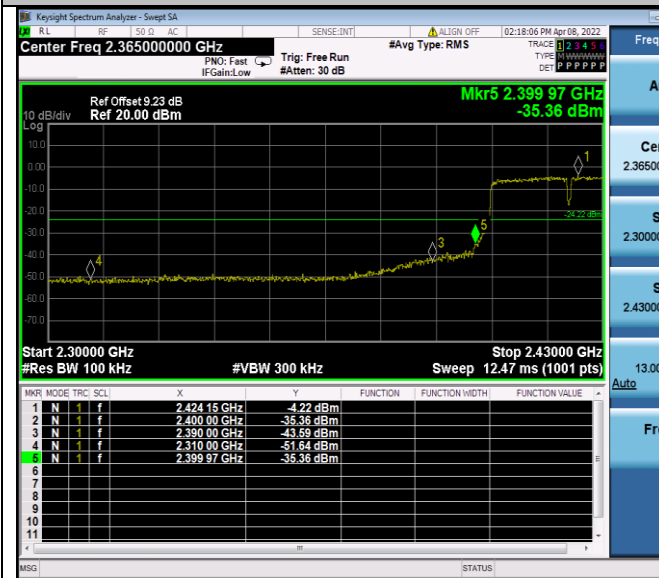 Keysight Spectrum Analyzer - Swept SA
RL RF 50 Ω AC SENSE:INT ALIGN OFF 02:18:06 PM Apr 08, 2022
Center Freq 2.365000000 GHz #Avg Type: RMS TRACE 1 2 3 4 5 6
PNO: Fast Trig: Free Run TYPE M WWWWW
IFGain:Low #Atten: 30 dB DET P P P P P P
Mkr5 2.399 97 GHz
-35.36 dBm
Ref Offset 9.23 dB
10 dB/div Ref 20.00 dBm
Log
10.0
0.00
-10.0
-20.0
-30.0
-40.0
-50.0
-60.0
-70.0
1
-24.22 dBm
5
3
4
Start 2.30000 GHz Stop 2.43000 GHz
#Res BW 100 kHz #VBW 300 kHz Sweep 12.47 ms (1001 pts)
MKR MODE TRC SCL X Y FUNCTION FUNCTION WIDTH FUNCTION VALUE
1 N 1 f 2.424 15 GHz -4.22 dBm
2 N 1 f 2.400 00 GHz -35.36 dBm
3 N 1 f 2.390 00 GHz -43.59 dBm
4 N 1 f 2.310 00 GHz -51.64 dBm
5 N 1 f 2.399 97 GHz -35.36 dBm
6
7
8
9
10
11
MSG STATUS
Freq
A
Ce
2.36500
S
2.30000
S
2.43000
13.00
Auto
Fr